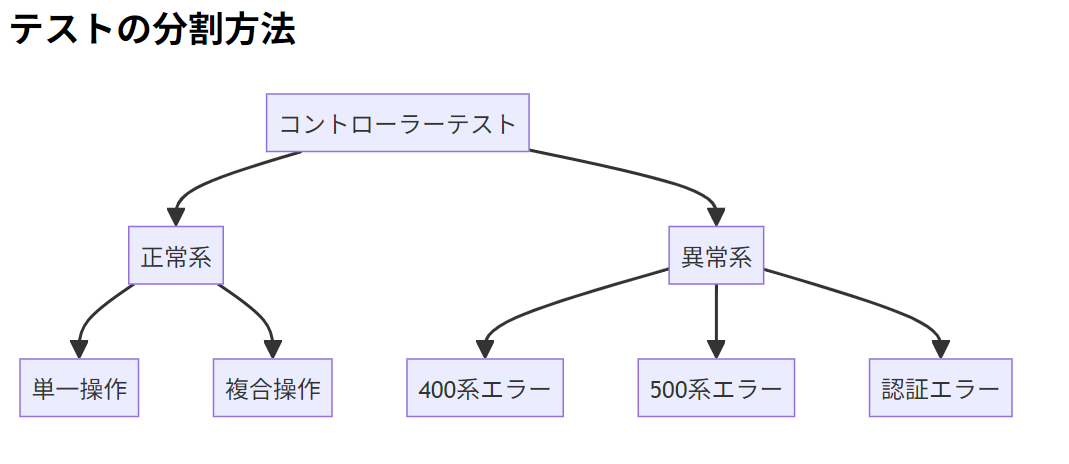 テストの分割方法
コントローラーテスト
正常系
異常系
単一操作
複合操作
400系エラー
500系エラー
認証エラー